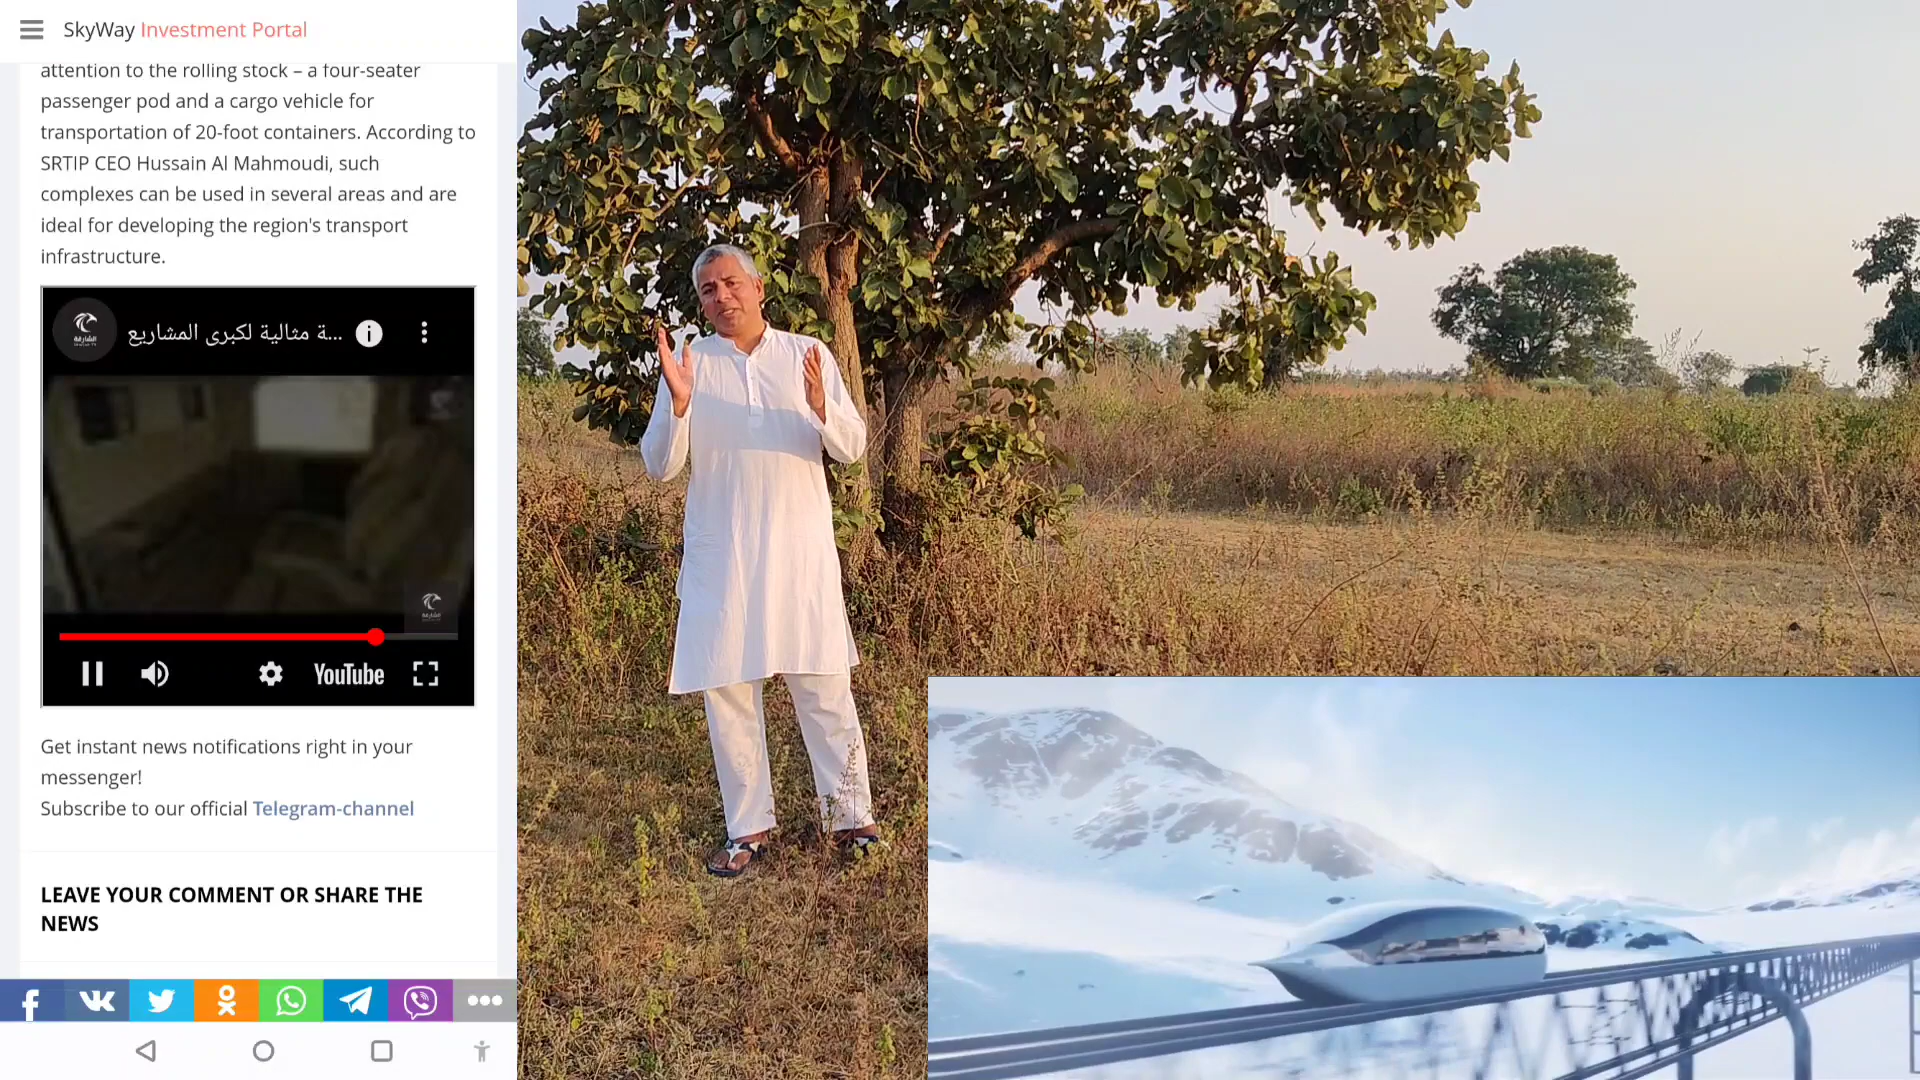 SkyWay Investment Portal
attention to the rolling stock – a four-seater
passenger pod and a cargo vehicle for
transportation of 20-foot containers. According to
SRTIP CEO Hussain Al Mahmoudi, such
complexes can be used in several areas and are
ideal for developing the region's transport
infrastructure.
ة مثالية لكبرى المشاريع...
YouTube
Get instant news notifications right in your
messenger!
Subscribe to our official Telegram-channel
LEAVE YOUR COMMENT OR SHARE THE
NEWS